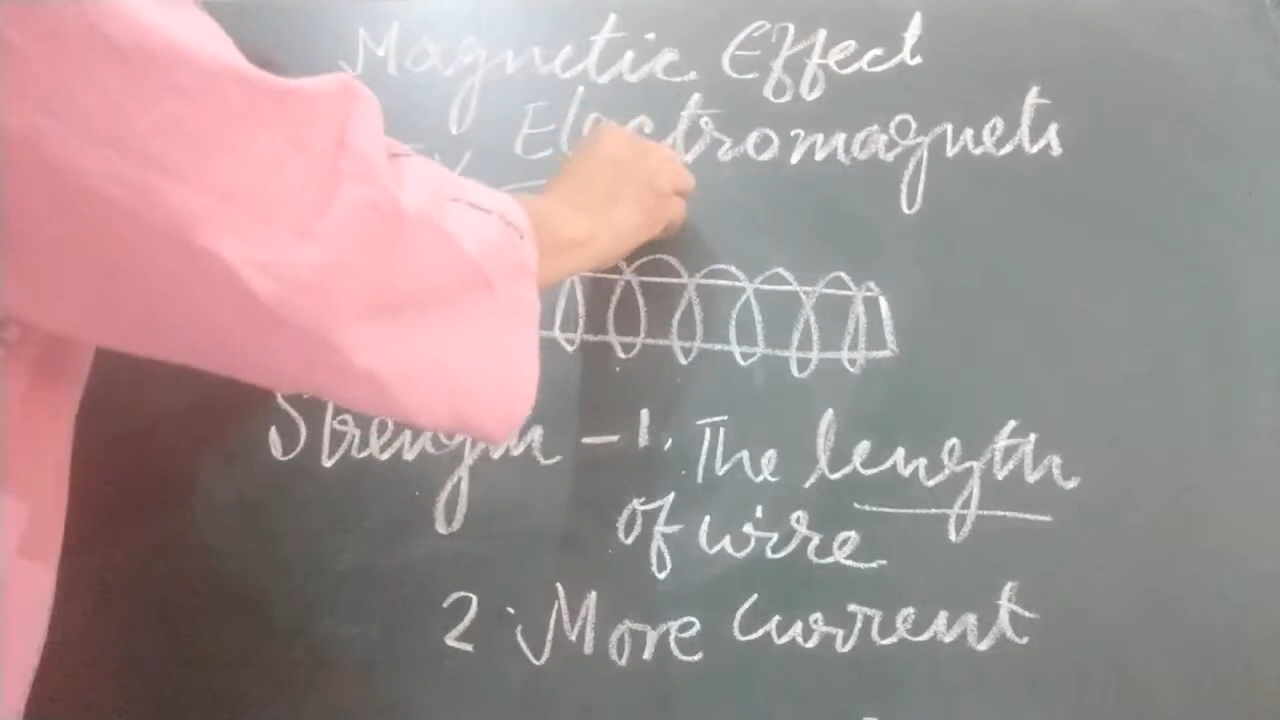 Magnetic Effect
Electromagnets
Strength - 1. The length
of wire
2. More current